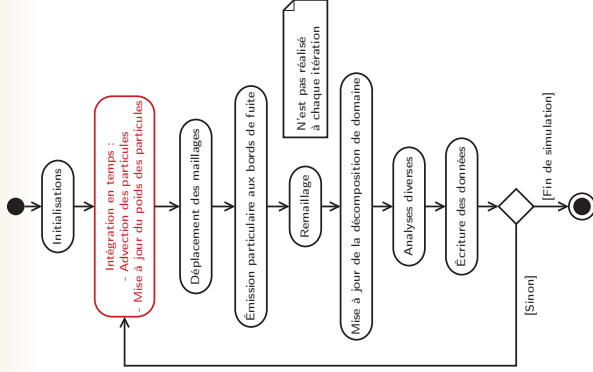 Initialisations
Intégration en temps :
- Advection des particules
- Mise à jour du poids des particules
Déplacement des maillages
Émission particulaire aux bords de fuite
Remaillage
N'est pas réalisé
à chaque itération
Mise à jour de la décomposition de domaine
Analyses diverses
Écriture des données
[Sinon]
[Fin de simulation]